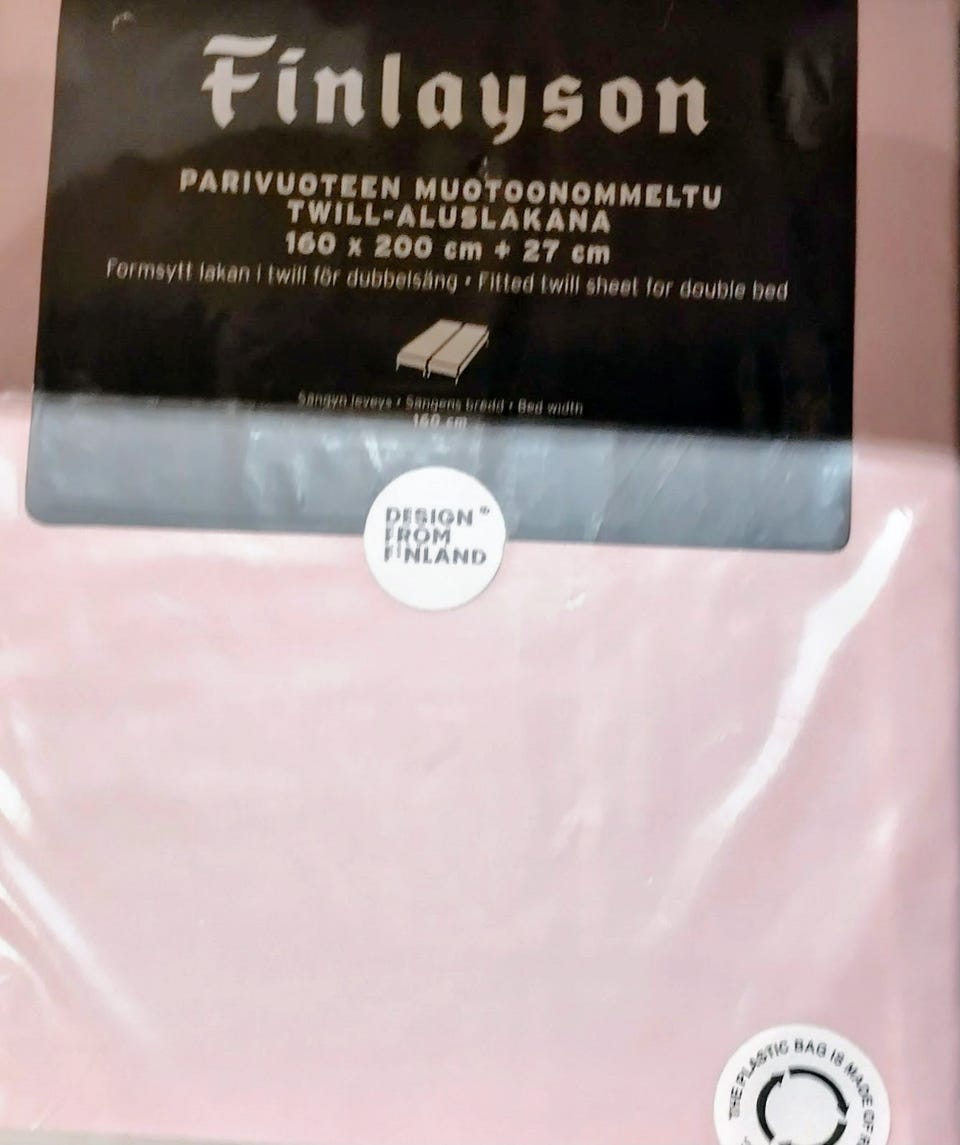 Finlayson
PARIVUOTEEN MUOTOONOMMELTU
TWILL-ALUSLAKANA
160 x 200 cm + 27 cm
Formsytt lakan i twill för dubbelsäng • Fitted twill sheet for double bed
Sängyn leveys • Sängens bredd • Bed width
160 cm
DESIGN
FROM
FINLAND
THE PLASTIC BAG IS MADE OF